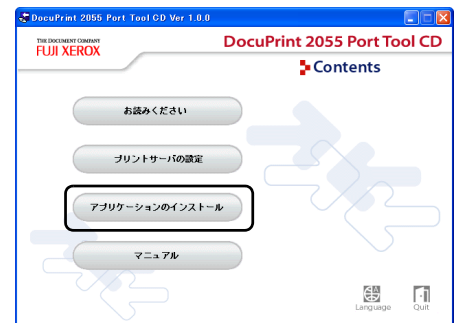 DocuPrint 2055 Port Tool CD Ver 1.0.0
THE DOCUMENT COMPANY
FUJI XEROX
DocuPrint 2055 Port Tool CD
Contents
お読みください
プリントサーバの設定
アプリケーションのインストール
マニュアル
Language
Quit